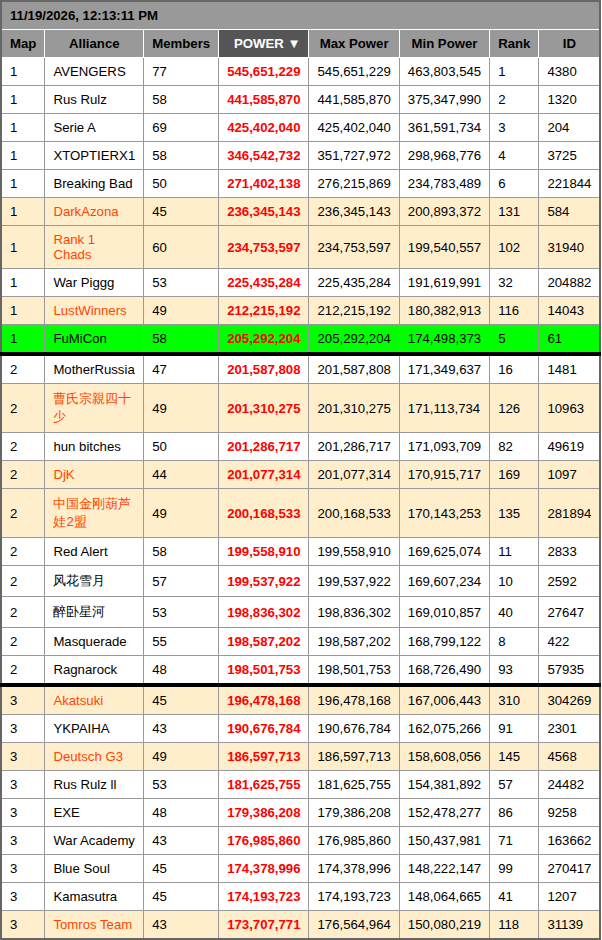 11/19/2026, 12:13:11 PM
Map Alliance Members POWER ▼ Max Power Min Power Rank ID
1 AVENGERS 77 545,651,229 545,651,229 463,803,545 1 4380
1 Rus Rulz 58 441,585,870 441,585,870 375,347,990 2 1320
1 Serie A 69 425,402,040 425,402,040 361,591,734 3 204
1 XTOPTIERX1 58 346,542,732 351,727,972 298,968,776 4 3725
1 Breaking Bad 50 271,402,138 276,215,869 234,783,489 6 221844
1 DarkAzona 45 236,345,143 236,345,143 200,893,372 131 584
1 Rank 1 Chads 60 234,753,597 234,753,597 199,540,557 102 31940
1 War Piggg 53 225,435,284 225,435,284 191,619,991 32 204882
1 LustWinners 49 212,215,192 212,215,192 180,382,913 116 14043
1 FuMiCon 58 205,292,204 205,292,204 174,498,373 5 61
2 MotherRussia 47 201,587,808 201,587,808 171,349,637 16 1481
2 曹氏宗親四十少 49 201,310,275 201,310,275 171,113,734 126 10963
2 hun bitches 50 201,286,717 201,286,717 171,093,709 82 49619
2 DjK 44 201,077,314 201,077,314 170,915,717 169 1097
2 中国金刚葫芦娃2盟 49 200,168,533 200,168,533 170,143,253 135 281894
2 Red Alert 58 199,558,910 199,558,910 169,625,074 11 2833
2 风花雪月 57 199,537,922 199,537,922 169,607,234 10 2592
2 醉卧星河 53 198,836,302 198,836,302 169,010,857 40 27647
2 Masquerade 55 198,587,202 198,587,202 168,799,122 8 422
2 Ragnarock 48 198,501,753 198,501,753 168,726,490 93 57935
3 Akatsuki 45 196,478,168 196,478,168 167,006,443 310 304269
3 YKPAIHA 43 190,676,784 190,676,784 162,075,266 91 2301
3 Deutsch G3 49 186,597,713 186,597,713 158,608,056 145 4568
3 Rus Rulz ll 53 181,625,755 181,625,755 154,381,892 57 24482
3 EXE 48 179,386,208 179,386,208 152,478,277 86 9258
3 War Academy 43 176,985,860 176,985,860 150,437,981 71 163662
3 Blue Soul 45 174,378,996 174,378,996 148,222,147 99 270417
3 Kamasutra 45 174,193,723 174,193,723 148,064,665 41 1207
3 Tomros Team 43 173,707,771 176,564,964 150,080,219 118 31139